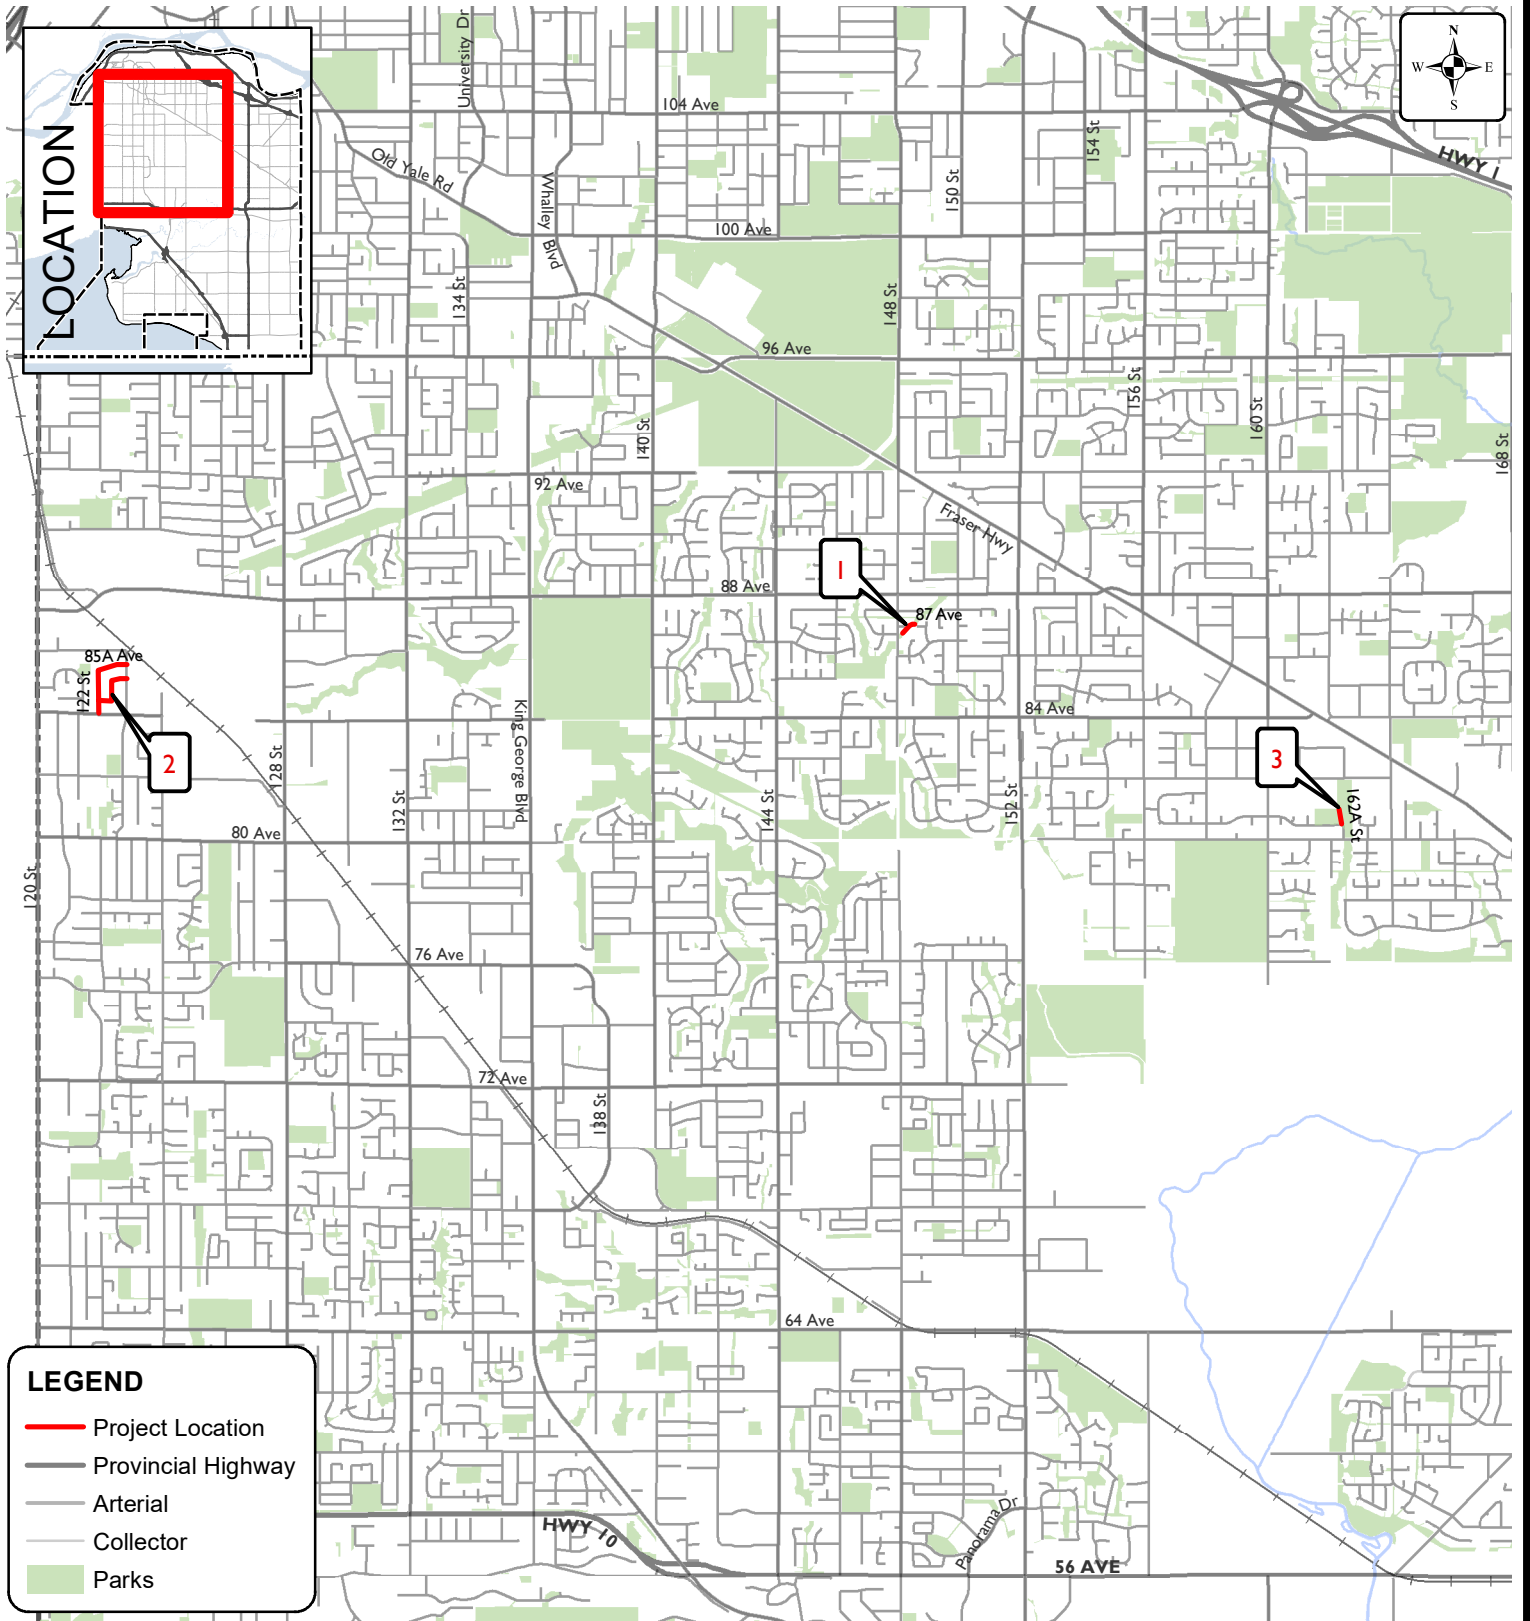 LOCATION
N
W
E
S
University Dr
104 Ave
Old Yale Rd
Whalley Blvd
154 St
150 St
HWY 1
100 Ave
134 St
148 St
96 Ave
156 St
160 St
140 St
168 St
92 Ave
Fraser Hwy
88 Ave
1
87 Ave
85A Ave
122 St
2
King George Blvd
84 Ave
3
128 St
132 St
144 St
152 St
162A St
80 Ave
120 St
76 Ave
72 Ave
138 St
64 Ave
LEGEND
Project Location
Provincial Highway
Arterial
Collector
Parks
HWY 10
Panorama Dr
56 AVE